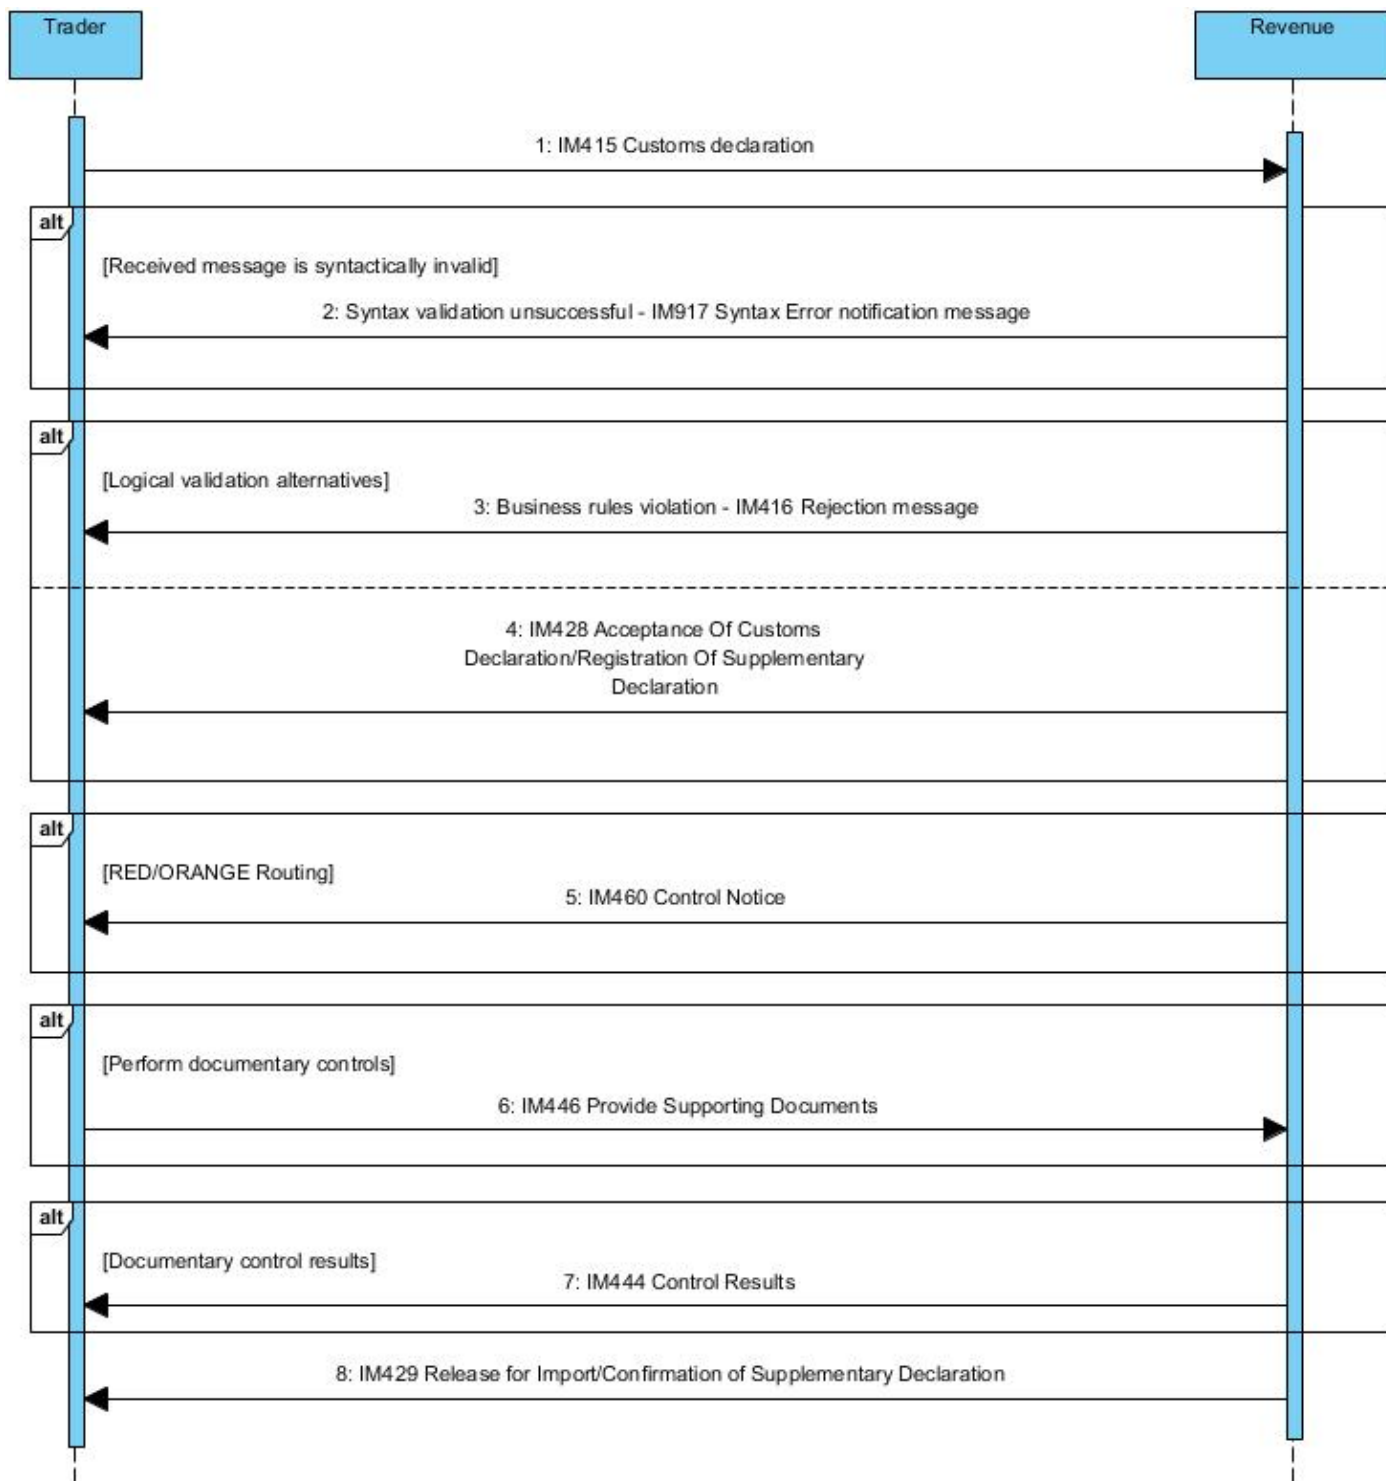 Trader
Revenue
1: IM415 Customs declaration
alt
[Received message is syntactically invalid]
2: Syntax validation unsuccessful - IM917 Syntax Error notification message
alt
[Logical validation alternatives]
3: Business rules violation - IM416 Rejection message
4: IM428 Acceptance Of Customs
Declaration/Registration Of Supplementary
Declaration
alt
[RED/ORANGE Routing]
5: IM460 Control Notice
alt
[Perform documentary controls]
6: IM446 Provide Supporting Documents
alt
[Documentary control results]
7: IM444 Control Results
8: IM429 Release for Import/Confirmation of Supplementary Declaration